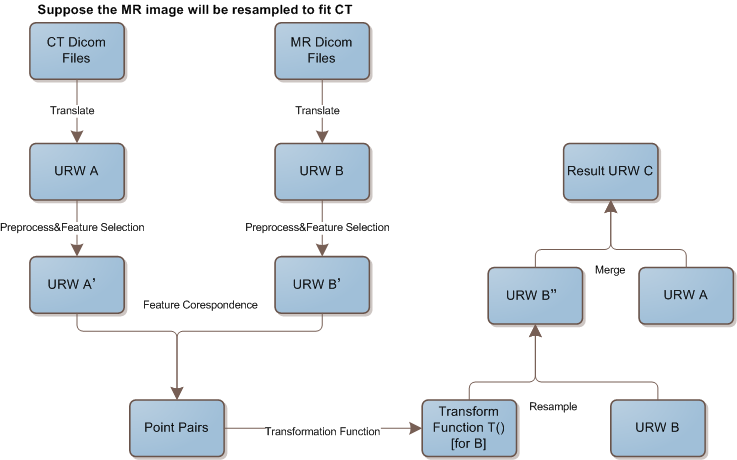 Suppose the MR image will be resampled to fit CT
CT Dicom
Files
MR Dicom
Files
Translate
Translate
URW A
URW B
Result URW C
Preprocess&Feature Selection
Preprocess&Feature Selection
URW A’
URW B’
Feature Corespondence
Merge
URW B”
URW A
Point Pairs
Transformation Function
Transform
Function T()
[for B]
Resample
URW B